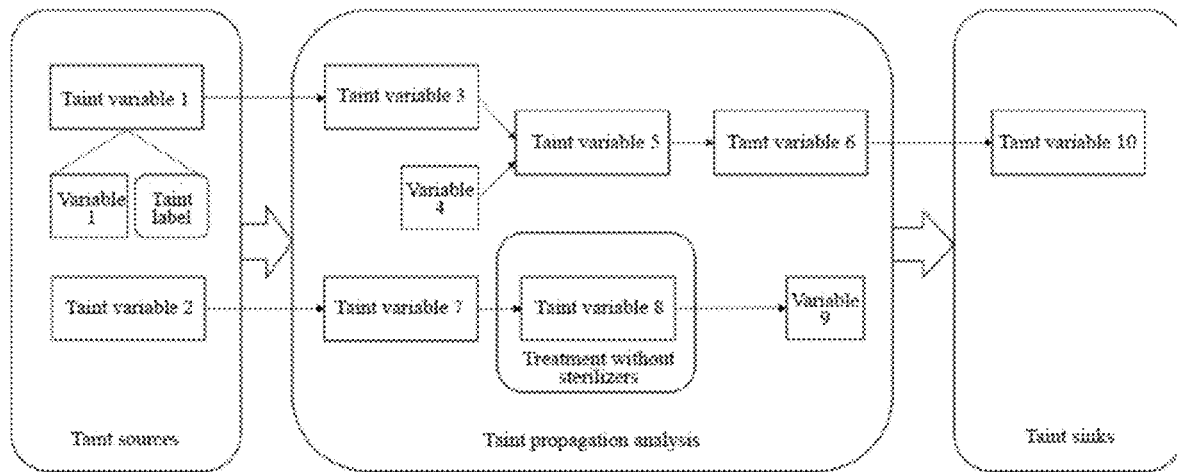 Taint variable 1
Variable
1
Taint
label
Taint variable 2
Taint sources
Taint variable 3
Variable
4
Taint variable 5
Taint variable 6
Taint variable 7
Taint variable 8
Treatment without
sterilizers
Variable
9
Taint propagation analysis
Taint variable 10
Taint sinks